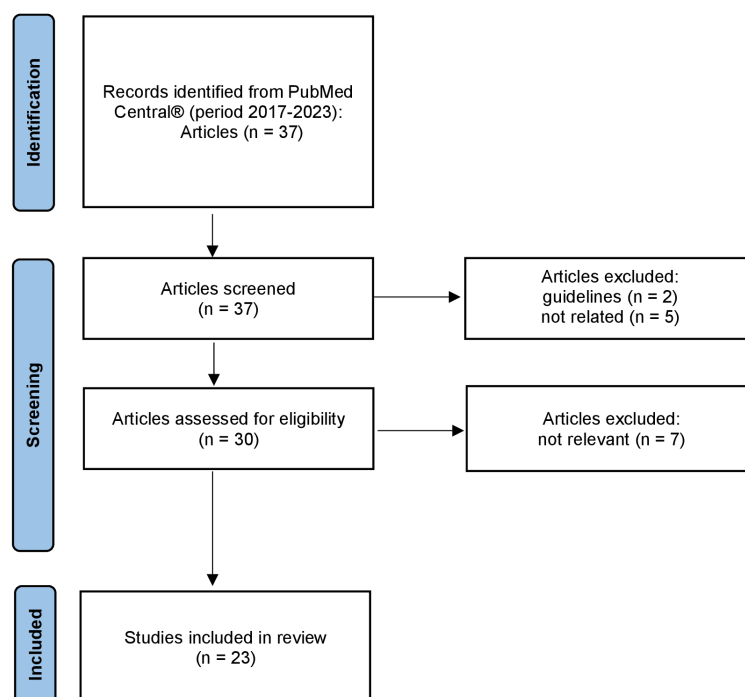 Identification
Records identified from PubMed
Central® (period 2017-2023):
Articles (n = 37)
Screening
Articles screened
(n = 37)
Articles excluded:
guidelines (n = 2)
not related (n = 5)
Articles assessed for eligibility
(n = 30)
Articles excluded:
not relevant (n = 7)
Included
Studies included in review
(n = 23)